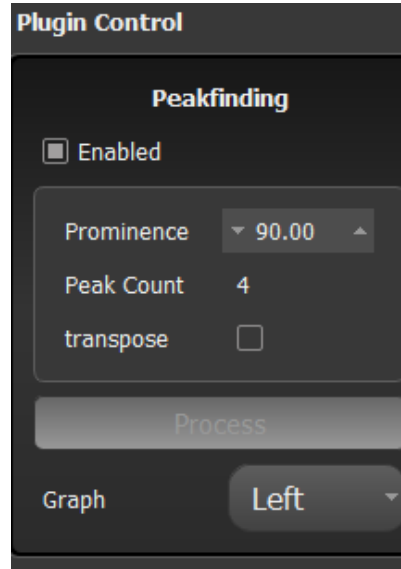 Plugin Control
Peakfinding
Enabled
Prominence 90.00
Peak Count 4
transpose
Process
Graph Left